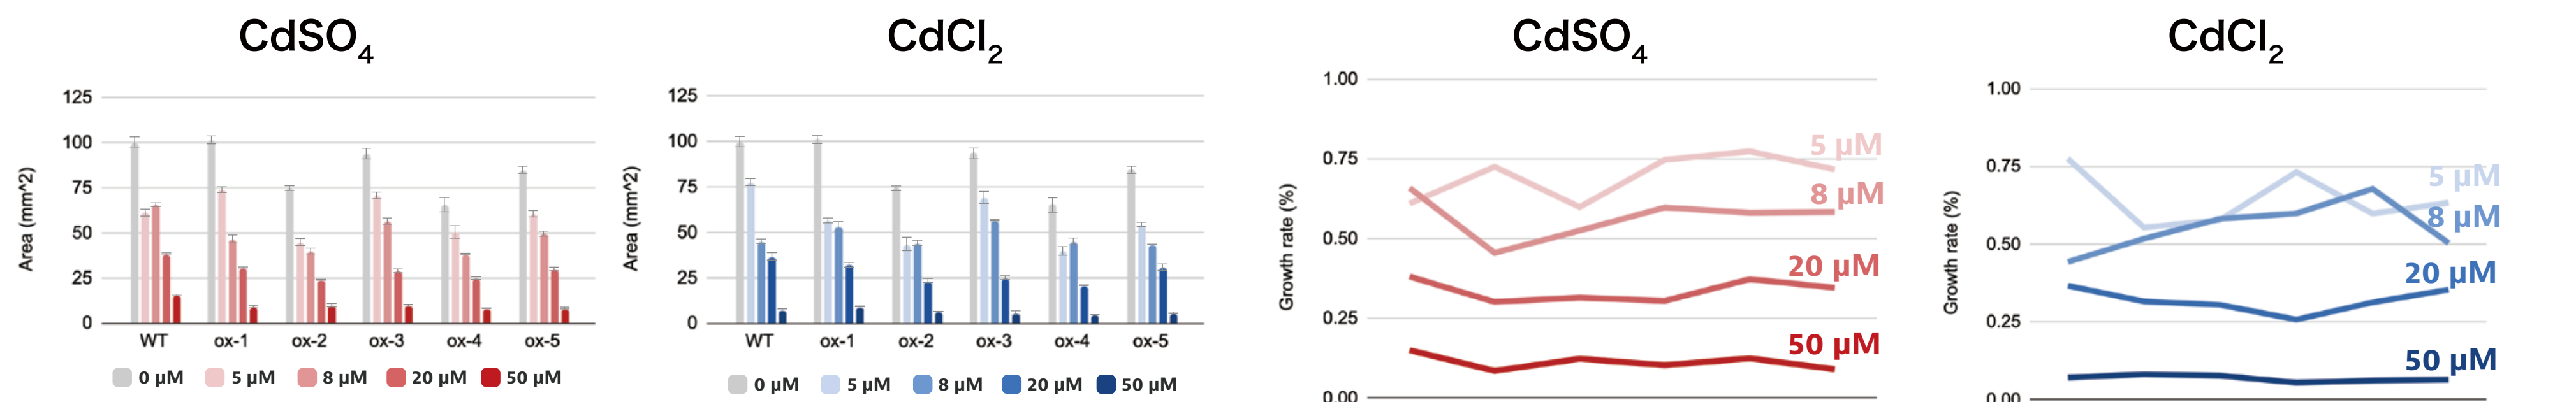 CdSO4
Area (mm^2)
125
100
75
50
25
0
WT ox-1 ox-2 ox-3 ox-4 ox-5
0 µM 5 µM 8 µM 20 µM 50 µM
CdCl2
Area (mm^2)
125
100
75
50
25
0
WT ox-1 ox-2 ox-3 ox-4 ox-5
0 µM 5 µM 8 µM 20 µM 50 µM
CdSO4
Growth rate (%)
1.00
0.75
0.50
0.25
0.00
5 µM
8 µM
20 µM
50 µM
CdCl2
Growth rate (%)
1.00
0.75
0.50
0.25
0.00
5 µM
8 µM
20 µM
50 µM